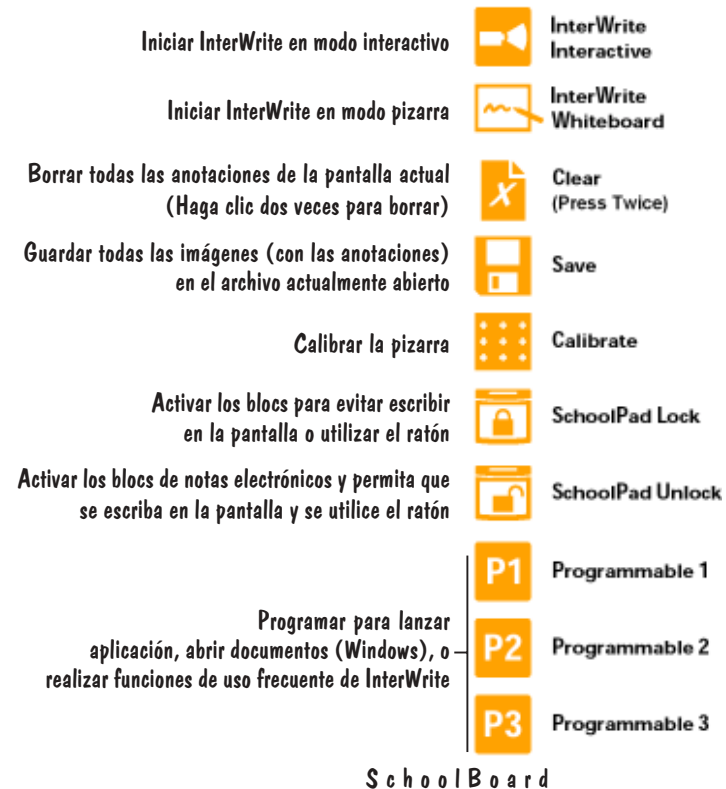 Iniciar InterWrite en modo interactivo
InterWrite
Interactive
Iniciar InterWrite en modo pizarra
InterWrite
Whiteboard
Borrar todas las anotaciones de la pantalla actual
(Haga clic dos veces para borrar)
X
Clear
(Press Twice)
Guardar todas las imágenes (con las anotaciones)
en el archivo actualmente abierto
Save
Calibrar la pizarra
Calibrate
Activar los blocs para evitar escribir
en la pantalla o utilizar el ratón
SchoolPad Lock
Activar los blocs de notas electrónicos y permita que
se escriba en la pantalla y se utilice el ratón
SchoolPad Unlock
P1
Programmable 1
Programar para lanzar
aplicación, abrir documentos (Windows), o
realizar funciones de uso frecuente de InterWrite
P2
Programmable 2
P3
Programmable 3
SchoolBoard